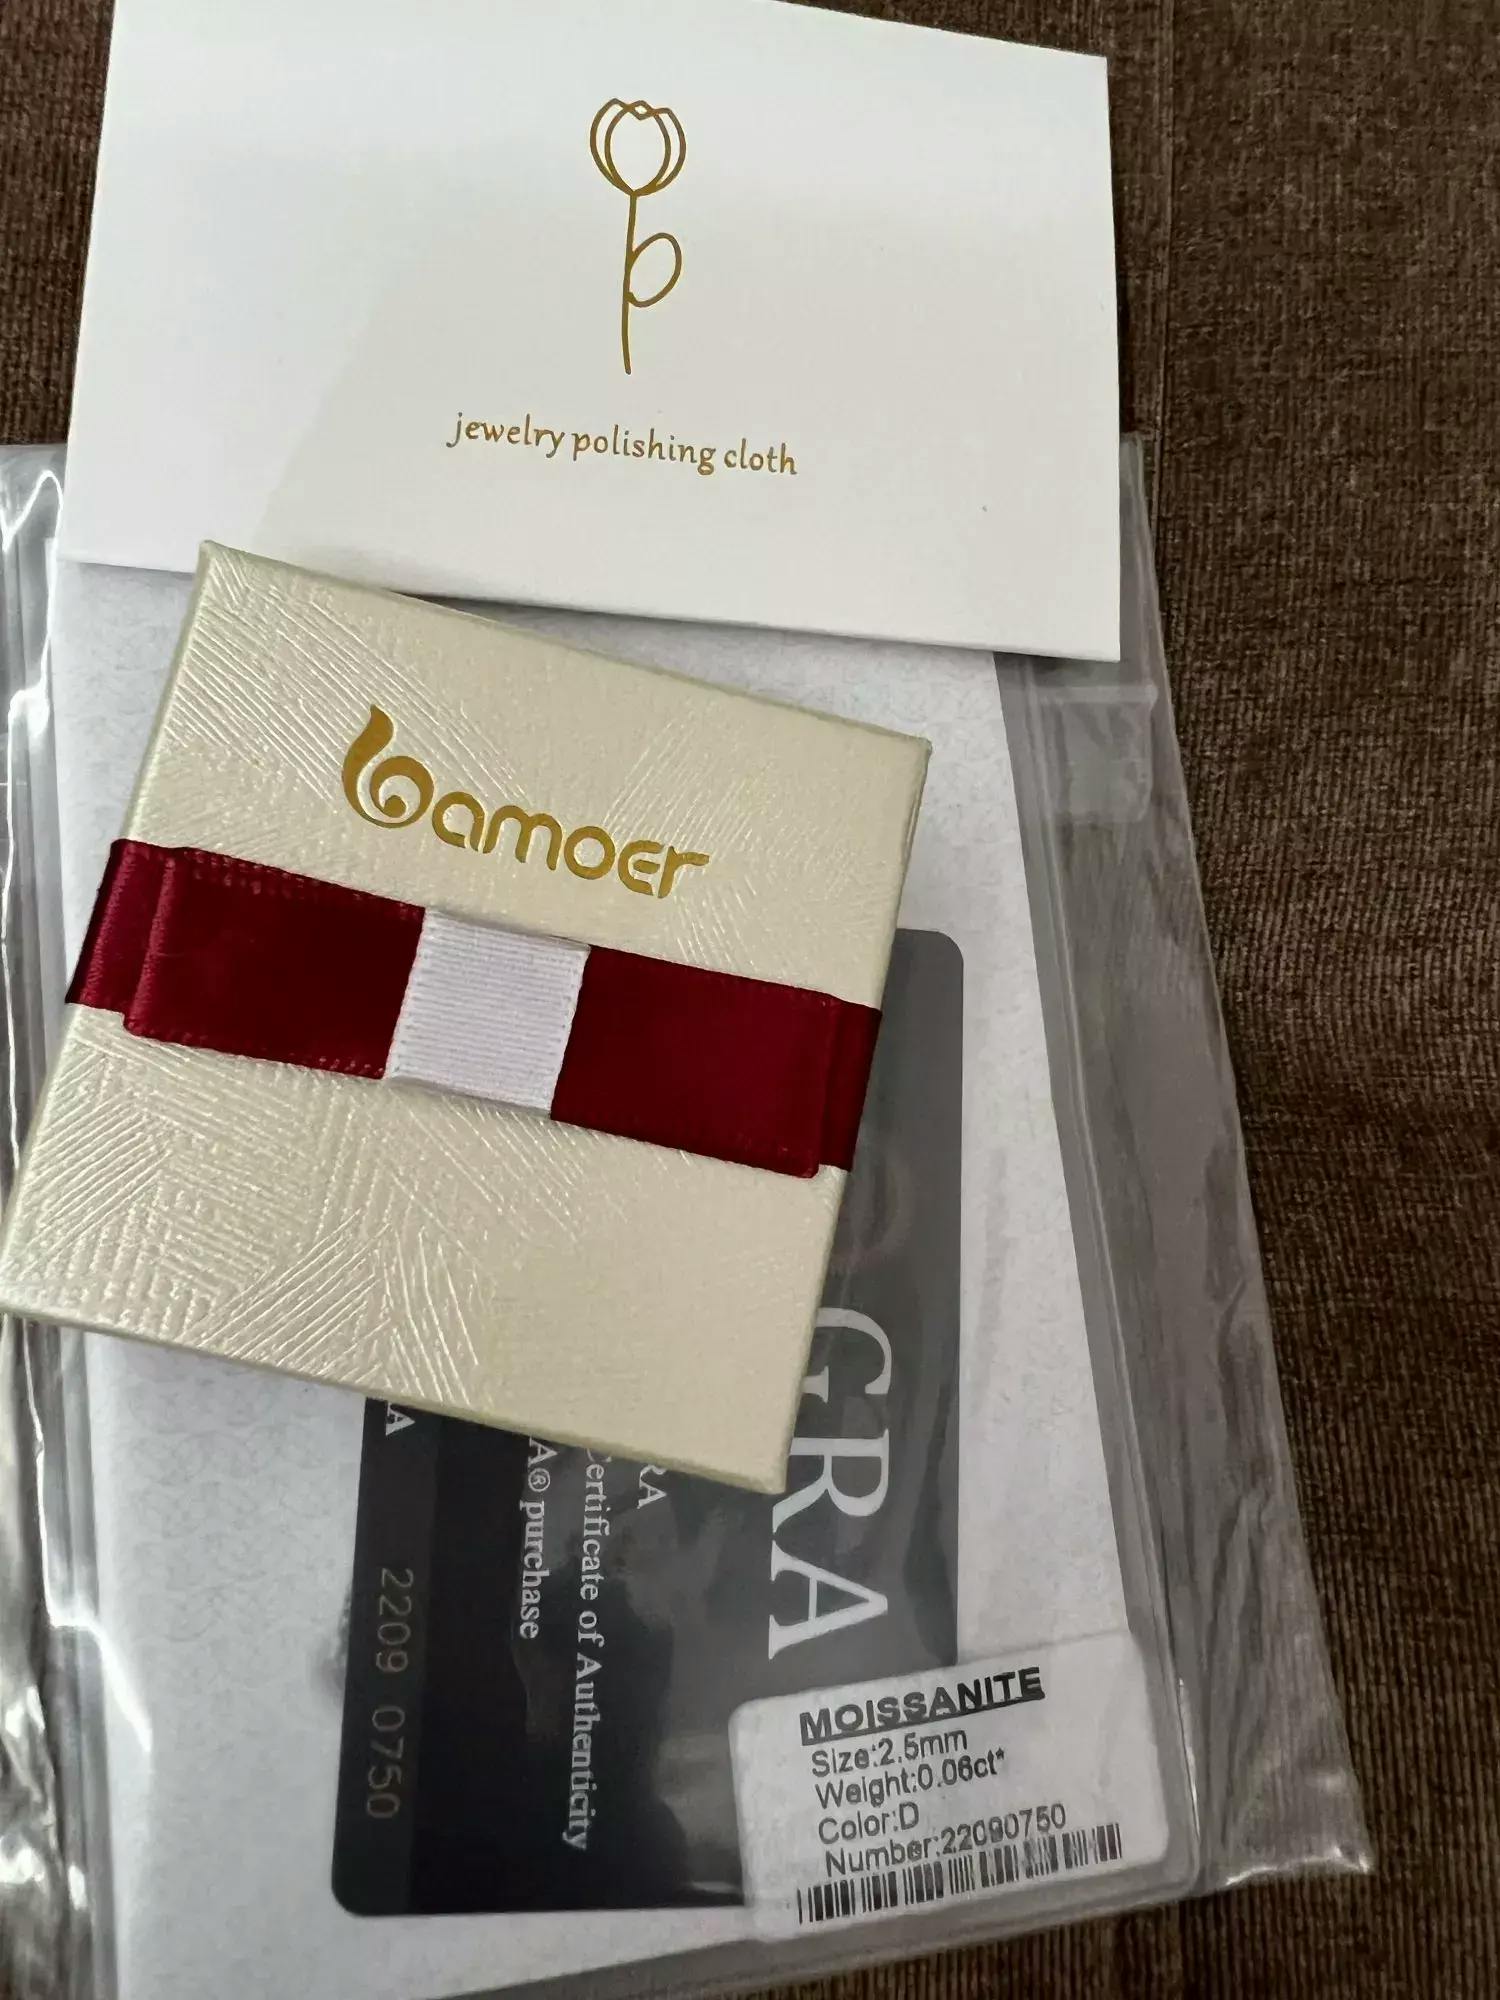 jewelry polishing cloth
bamoer
GRA
RA
Certificate of Authenticity
A® purchase
A
2209 0750
MOISSANITE
Size:2.5mm
Weight:0.06ct*
Color:D
Number:22090750